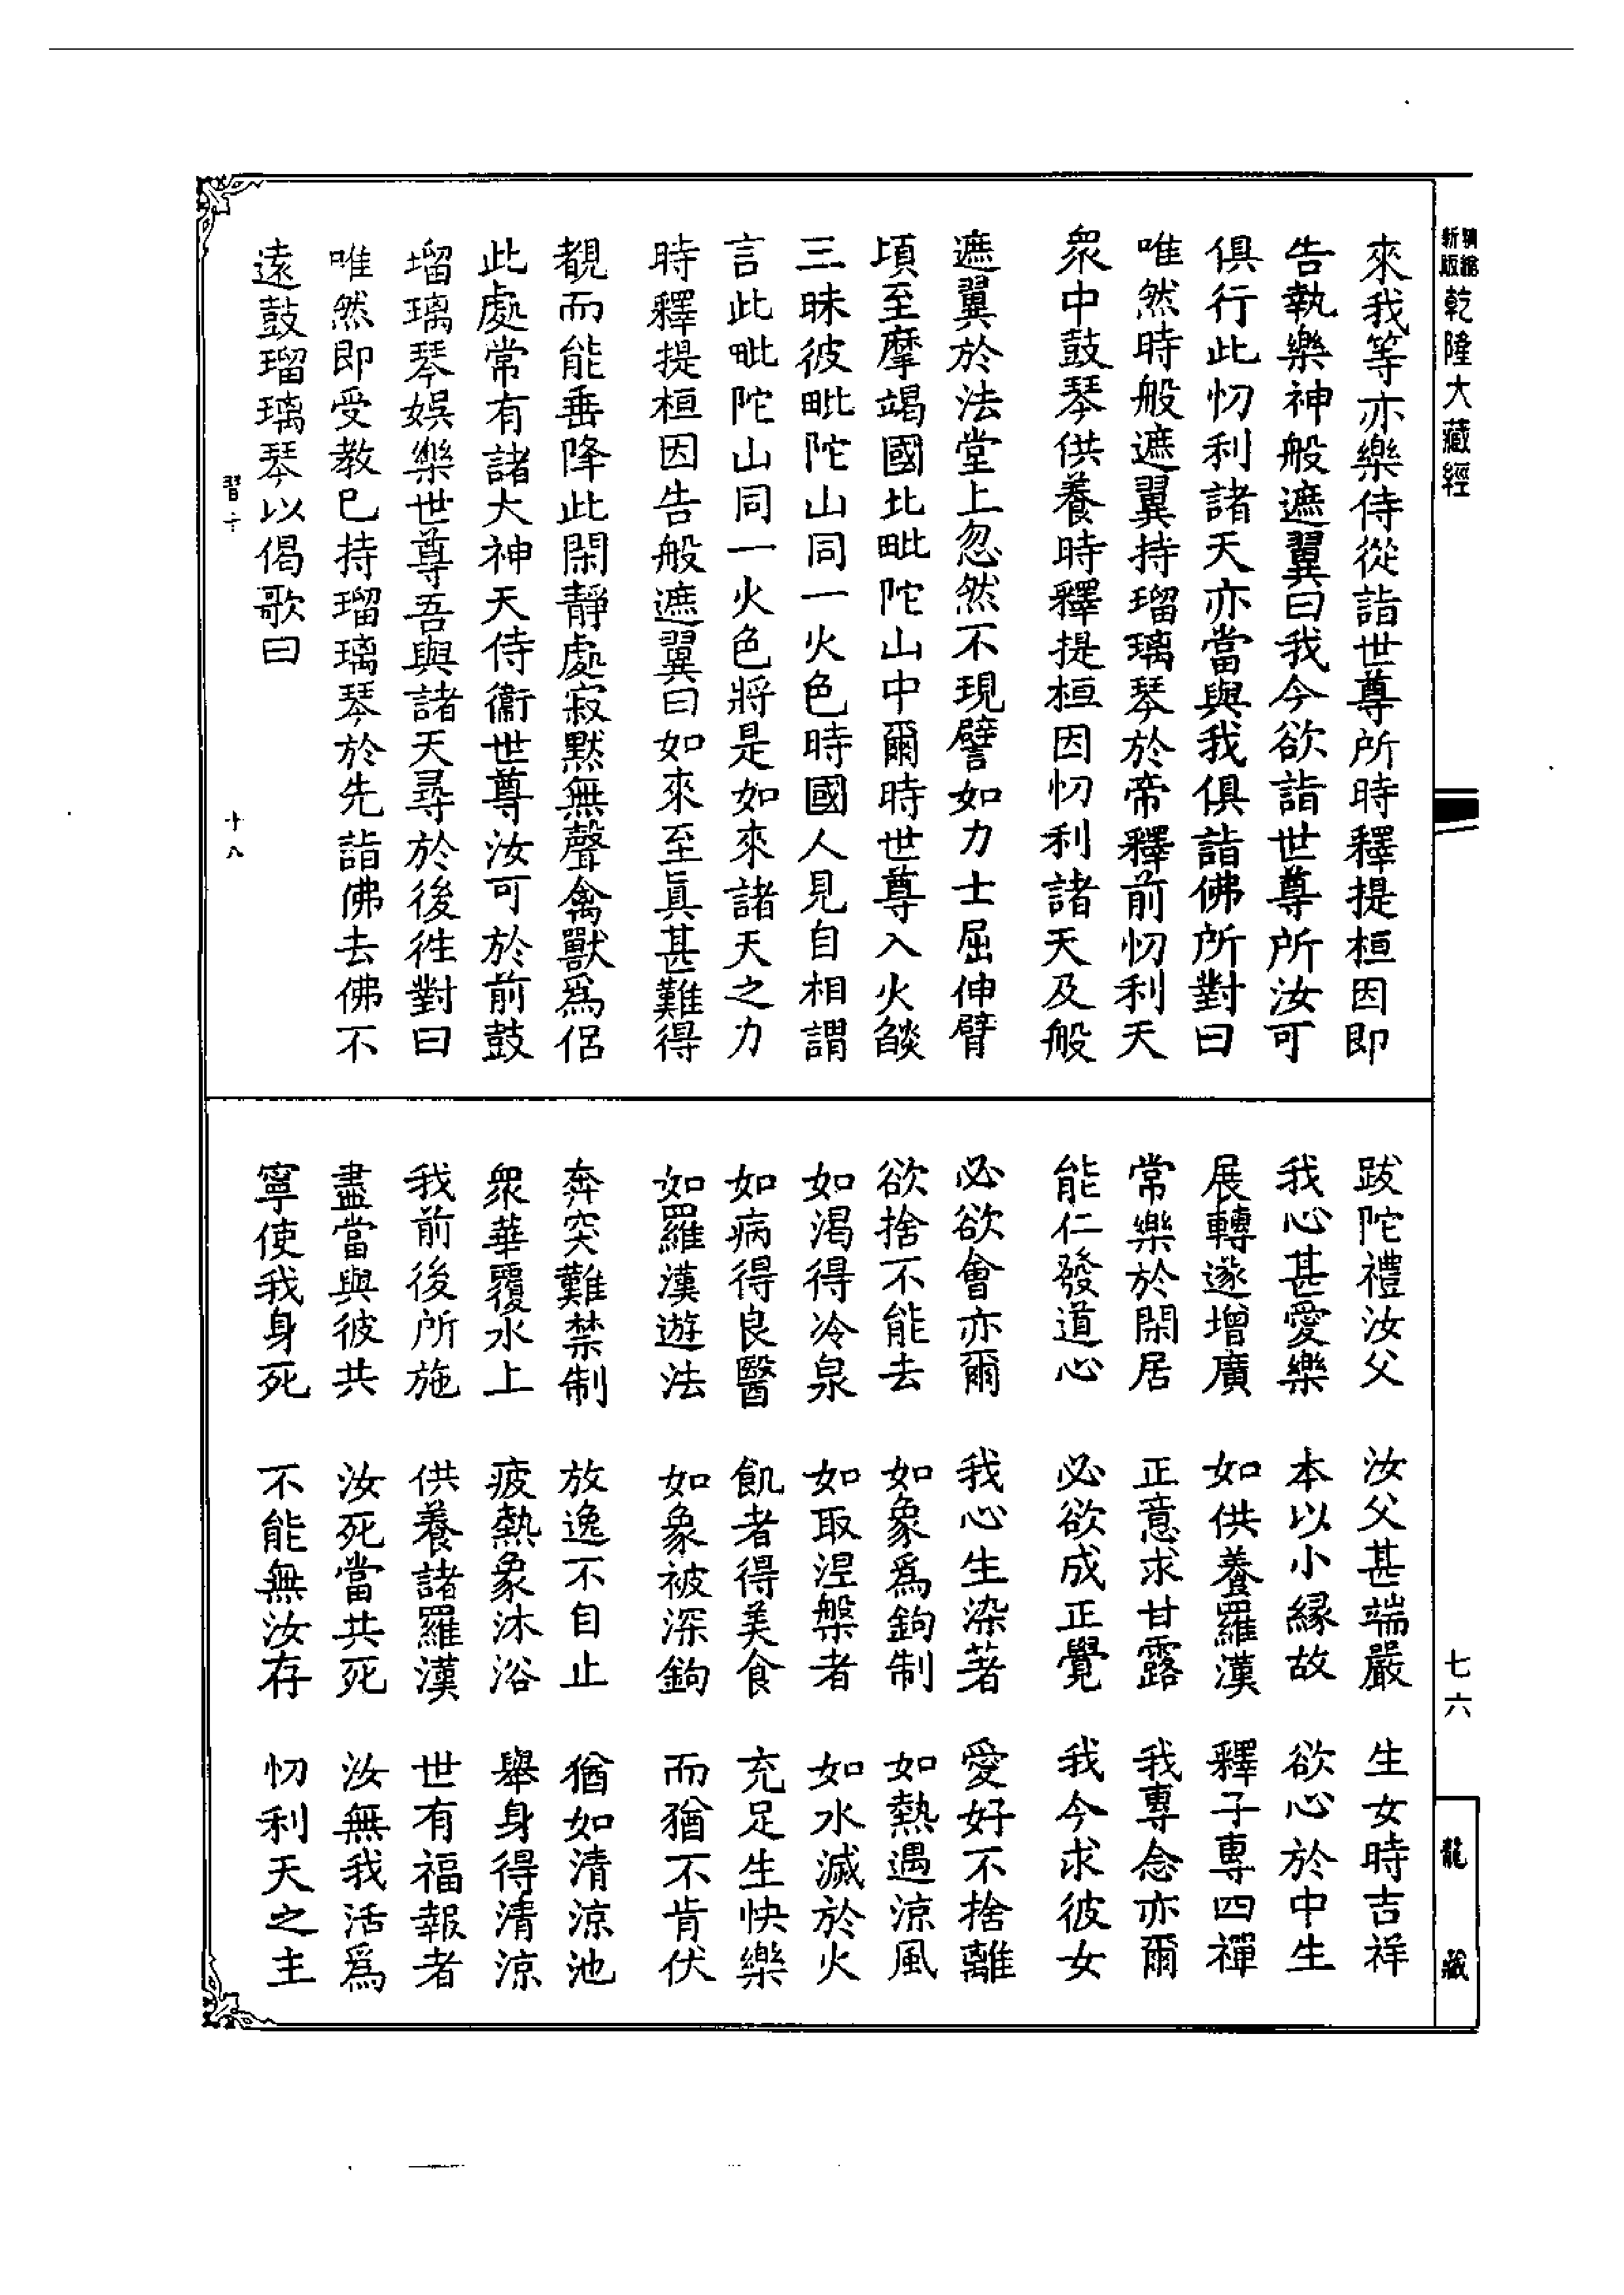 新編縮版乾隆大藏經
來我等亦樂侍從詣世尊所時釋提桓因即
告執樂神般遮翼曰我今欲詣世尊所汝可
俱行此忉利諸天亦當與我俱詣佛所對曰
唯然時般遮翼持瑠璃琴於帝釋前忉利天
眾中鼓琴供養時釋提桓因忉利諸天及般
遮翼於法堂上忽然不現譬如力士屈伸臂
頃至摩竭國北毗陀山中爾時世尊入火𦦨
三昧彼毗陀山同一火色時國人見自相謂
言此毗陀山同一火色將是如來諸天之力
時釋提桓因告般遮翼曰如來至真甚難得
覩而能垂降此閑靜處寂默無聲禽獸為侶
此處常有諸大神天侍衞世尊汝可於前鼓
瑠璃琴娛樂世尊吾與諸天尋於後往對曰
唯然即受教已持瑠璃琴於先詣佛去佛不
遠鼓瑠璃琴以偈歌曰
習十
十八
跋陀禮汝父 汝父甚端嚴 生女時吉祥
我心甚愛樂 本以小緣故 欲心於中生
展轉遂增廣 如供養羅漢 釋子專四禪
常樂於閑居 正意求甘露 我專念亦爾
能仁發道心 必欲成正覺 我今求彼女
必欲會亦爾 我心生染著 愛好不捨離
欲捨不能去 如象為鉤制 如熱遇涼風
如渴得冷泉 如取涅槃者 如水滅於火
如病得良醫 飢者得美食 充足生快樂
如羅漢遊法 如象被深鉤 而猶不肯伏
奔突難禁制 放逸不自止 猶如清涼池
眾華覆水上 疲熱象沐浴 舉身得清涼
我前後所施 供養諸羅漢 世有福報者
盡當與彼共 汝死當共死 汝無我活為
寧使我身死 不能無汝存 忉利天之主
七六
龍藏